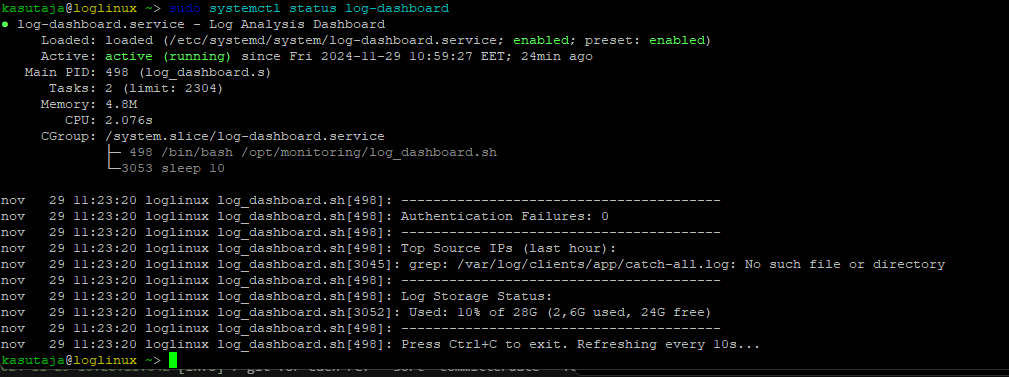 kasutaja@loglinux ~> sudo systemctl status log-dashboard
● log-dashboard.service - Log Analysis Dashboard
     Loaded: loaded (/etc/systemd/system/log-dashboard.service; enabled; preset: enabled)
     Active: active (running) since Fri 2024-11-29 10:59:27 EET; 24min ago
   Main PID: 498 (log_dashboard.s)
      Tasks: 2 (limit: 2304)
     Memory: 4.8M
        CPU: 2.076s
     CGroup: /system.slice/log-dashboard.service
             ├─ 498 /bin/bash /opt/monitoring/log_dashboard.sh
             └─3053 sleep 10
nov   29 11:23:20 loglinux log_dashboard.sh[498]: ----------------------------------------
nov   29 11:23:20 loglinux log_dashboard.sh[498]: Authentication Failures: 0
nov   29 11:23:20 loglinux log_dashboard.sh[498]: ----------------------------------------
nov   29 11:23:20 loglinux log_dashboard.sh[498]: Top Source IPs (last hour):
nov   29 11:23:20 loglinux log_dashboard.sh[3045]: grep: /var/log/clients/app/catch-all.log: No such file or directory
nov   29 11:23:20 loglinux log_dashboard.sh[498]: ----------------------------------------
nov   29 11:23:20 loglinux log_dashboard.sh[498]: Log Storage Status:
nov   29 11:23:20 loglinux log_dashboard.sh[3052]: Used: 10% of 28G (2,6G used, 24G free)
nov   29 11:23:20 loglinux log_dashboard.sh[498]: ----------------------------------------
nov   29 11:23:20 loglinux log_dashboard.sh[498]: Press Ctrl+C to exit. Refreshing every 10s...
kasutaja@loglinux ~>